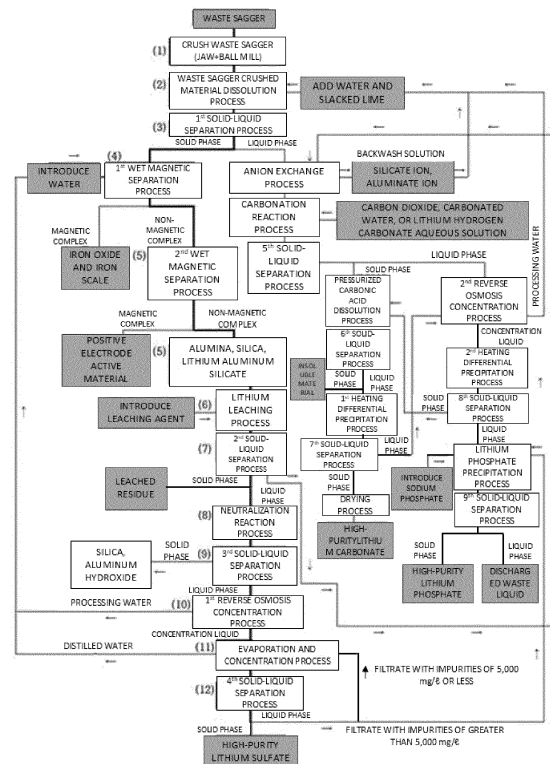 WASTE SAGGER
(1)
CRUSH WASTE SAGGER
(JAW+BALL MILL)
(2)
WASTE SAGGER CRUSHED
MATERIAL DISSOLUTION
PROCESS
ADD WATER AND
SLACKED LIME
(3)
1st SOLID-LIQUID
SEPARATION PROCESS
SOLID PHASE
LIQUID PHASE
BACKWASH SOLUTION
INTRODUCE
WATER
(4)
1st WET MAGNETIC
SEPARATION
PROCESS
ANION EXCHANGE
PROCESS
SILICATE ION,
ALUMINATE ION
CARBONATION
REACTION
PROCESS
CARBON DIOXIDE, CARBONATED
WATER, OR LITHIUM HYDROGEN
CARBONATE AQUEOUS SOLUTION
MAGNETIC
COMPLEX
NON-
MAGNETIC COMPLEX
IRON OXIDE
AND IRON
SCALE
(5)
2nd WET
MAGNETIC
SEPARATION
PROCESS
5th SOLID-
LIQUID
SEPARATION
PROCESS
LIQUID PHASE
SOLID PHASE
PROCESSING WATER
PRESSURIZED
CARBONIC
ACID
DISSOLUTION
PROCESS
2nd REVERSE
OSMOSIS
CONCENTRATION
PROCESS
CONCENTRATION
LIQUID
MAGNETIC
COMPLEX
NON-MAGNETIC
COMPLEX
POSITIVE
ELECTRODE
ACTIVE
MATERIAL
(5)
ALUMINA, SILICA,
LITHIUM ALUMINUM
SILICATE
6th SOLID-
LIQUID
SEPARATION
PROCESS
2nd HEATING
DIFFERENTIAL
PRECIPITATION
PROCESS
INSOL
UBLE MATE
RIAL
SOLID
PHASE
LIQUID
PHASE
SOLID
PHASE
1st HEATING
DIFFERENTIAL
PRECIPITATION
PROCESS
8th SOLID-LIQUID
SEPARATION
PROCESS
INTRODUCE
LEACHING AGENT
(6)
LITHIUM
LEACHING
PROCESS
LIQUID
PHASE
LIQUID
PHASE
(7)
2nd SOLID-
LIQUID
SEPARATION
PROCESS
7th SOLID-LIQUID
SEPARATION
PROCESS
LITHIUM
PHOSPHATE
PRECIPITATION
PROCESS
SOLID PHASE
INTRODUCE
SODIUM
PHOSPHATE
LEACHED
RESIDUE
SOLID PHASE
LIQUID
PHASE
DRYING
PROCESS
9th SOLID-LIQUID
SEPARATION
PROCESS
(8)
NEUTRALIZATION
REACTION
PROCESS
HIGH-
PURITYLITHIU
M CARBONATE
SOLID
PHASE
LIQUID
PHASE
SILICA,
ALUMINUM
HYDROXIDE
SOLID
PHASE
(9)
3rd SOLID-LIQUID
SEPARATION
PROCESS
HIGH-PURITY
LITHIUM
PHOSPHATE
DISCHARG
ED WASTE
LIQUID
LIQUID PHASE
PROCESSING WATER
(10)
1st REVERSE OSMOSIS
CONCENTRATION
PROCESS
CONCENTRATION LIQUID
DISTILLED WATER
(11)
EVAPORATION AND
CONCENTRATION PROCESS
FILTRATE WITH IMPURITIES OF 5,000
mg/ℓ OR LESS
(12)
4th SOLID-LIQUID
SEPARATION
PROCESS
LIQUID PHASE
SOLID PHASE
FILTRATE WITH IMPURITIES OF GREATER
THAN 5,000 mg/ℓ
HIGH-PURITY
LITHIUM SULFATE